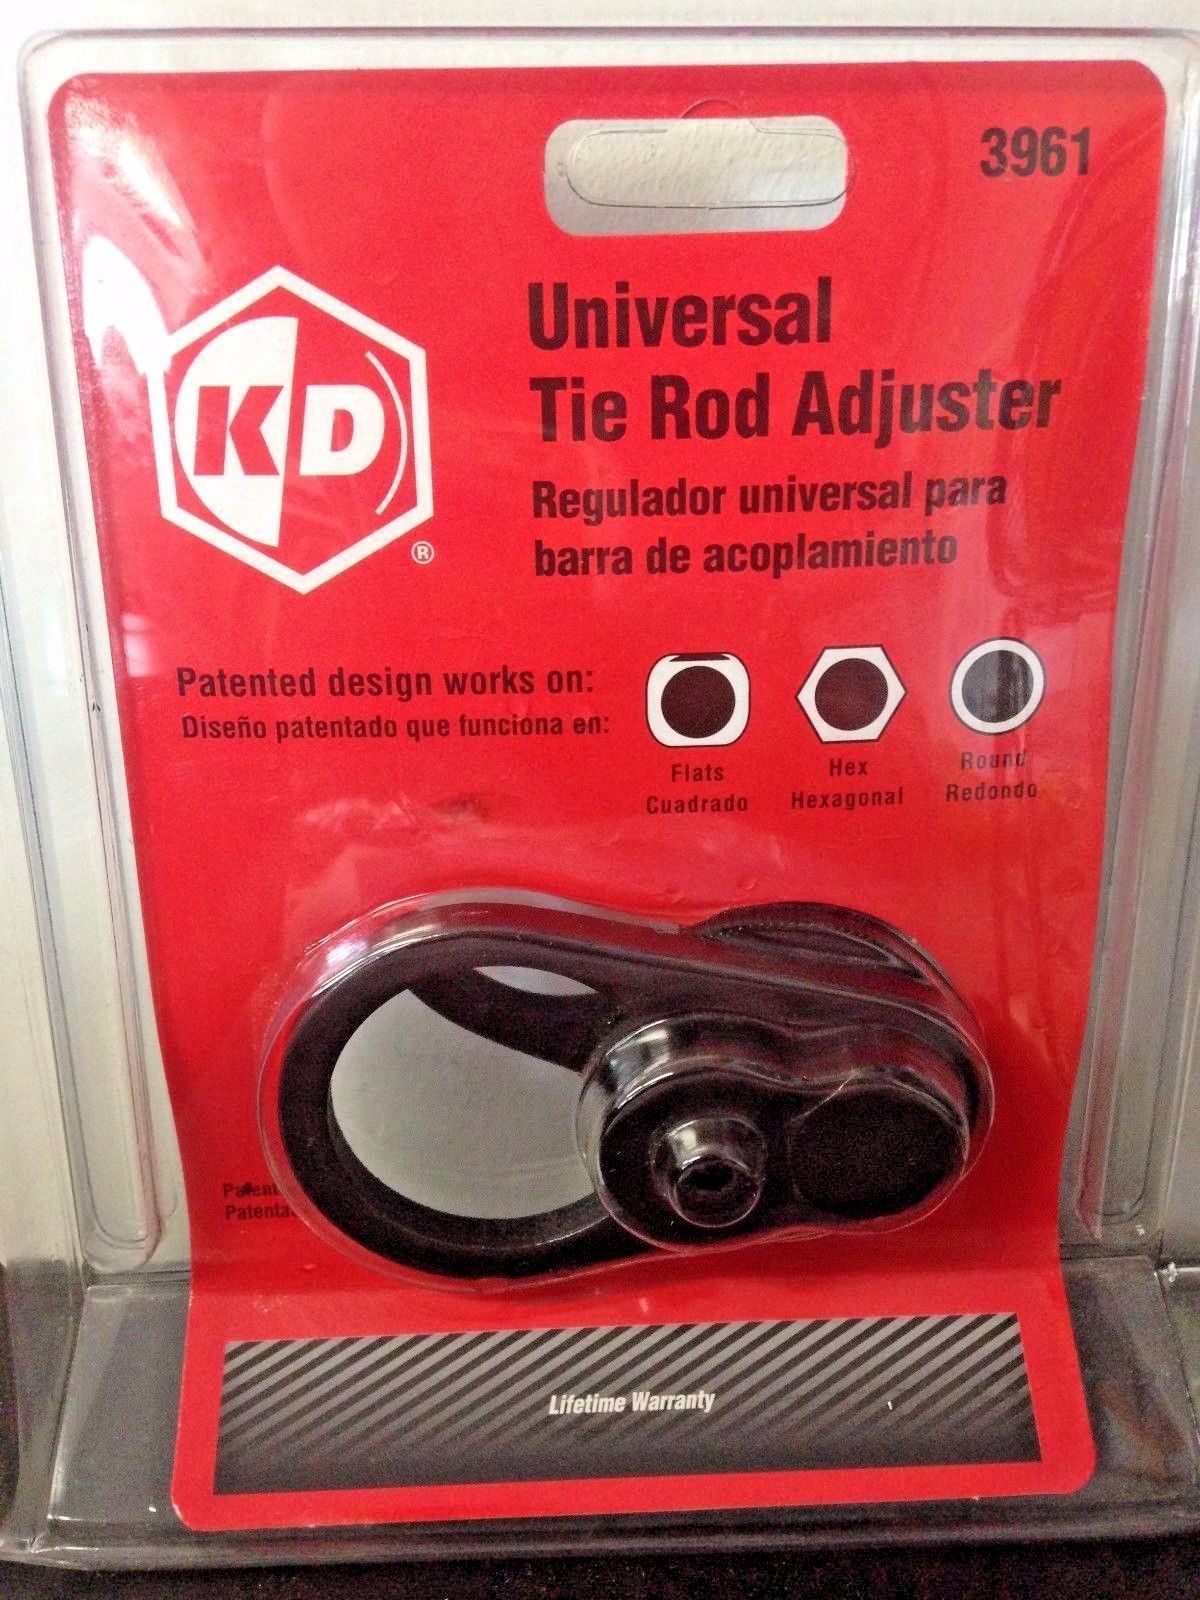 3961
Universal
Tie Rod Adjuster
Regulador universal para
barra de acoplamiento
KD
®
Patented design works on:
Diseño patentado que funciona en:
Flats
Cuadrado
Hex
Hexagonal
Round
Redondo
Lifetime Warranty